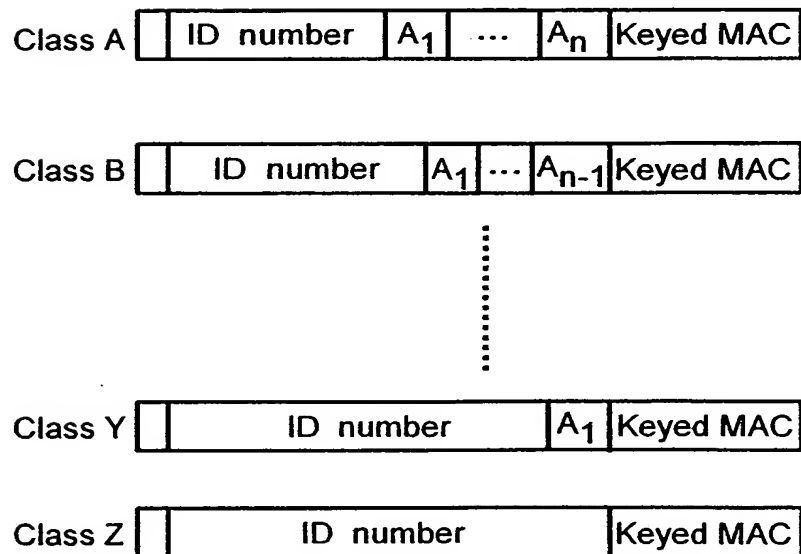 Class A ID number A1 ... An Keyed MAC
Class B ID number A1 ... An-1 Keyed MAC
Class Y ID number A1 Keyed MAC
Class Z ID number Keyed MAC